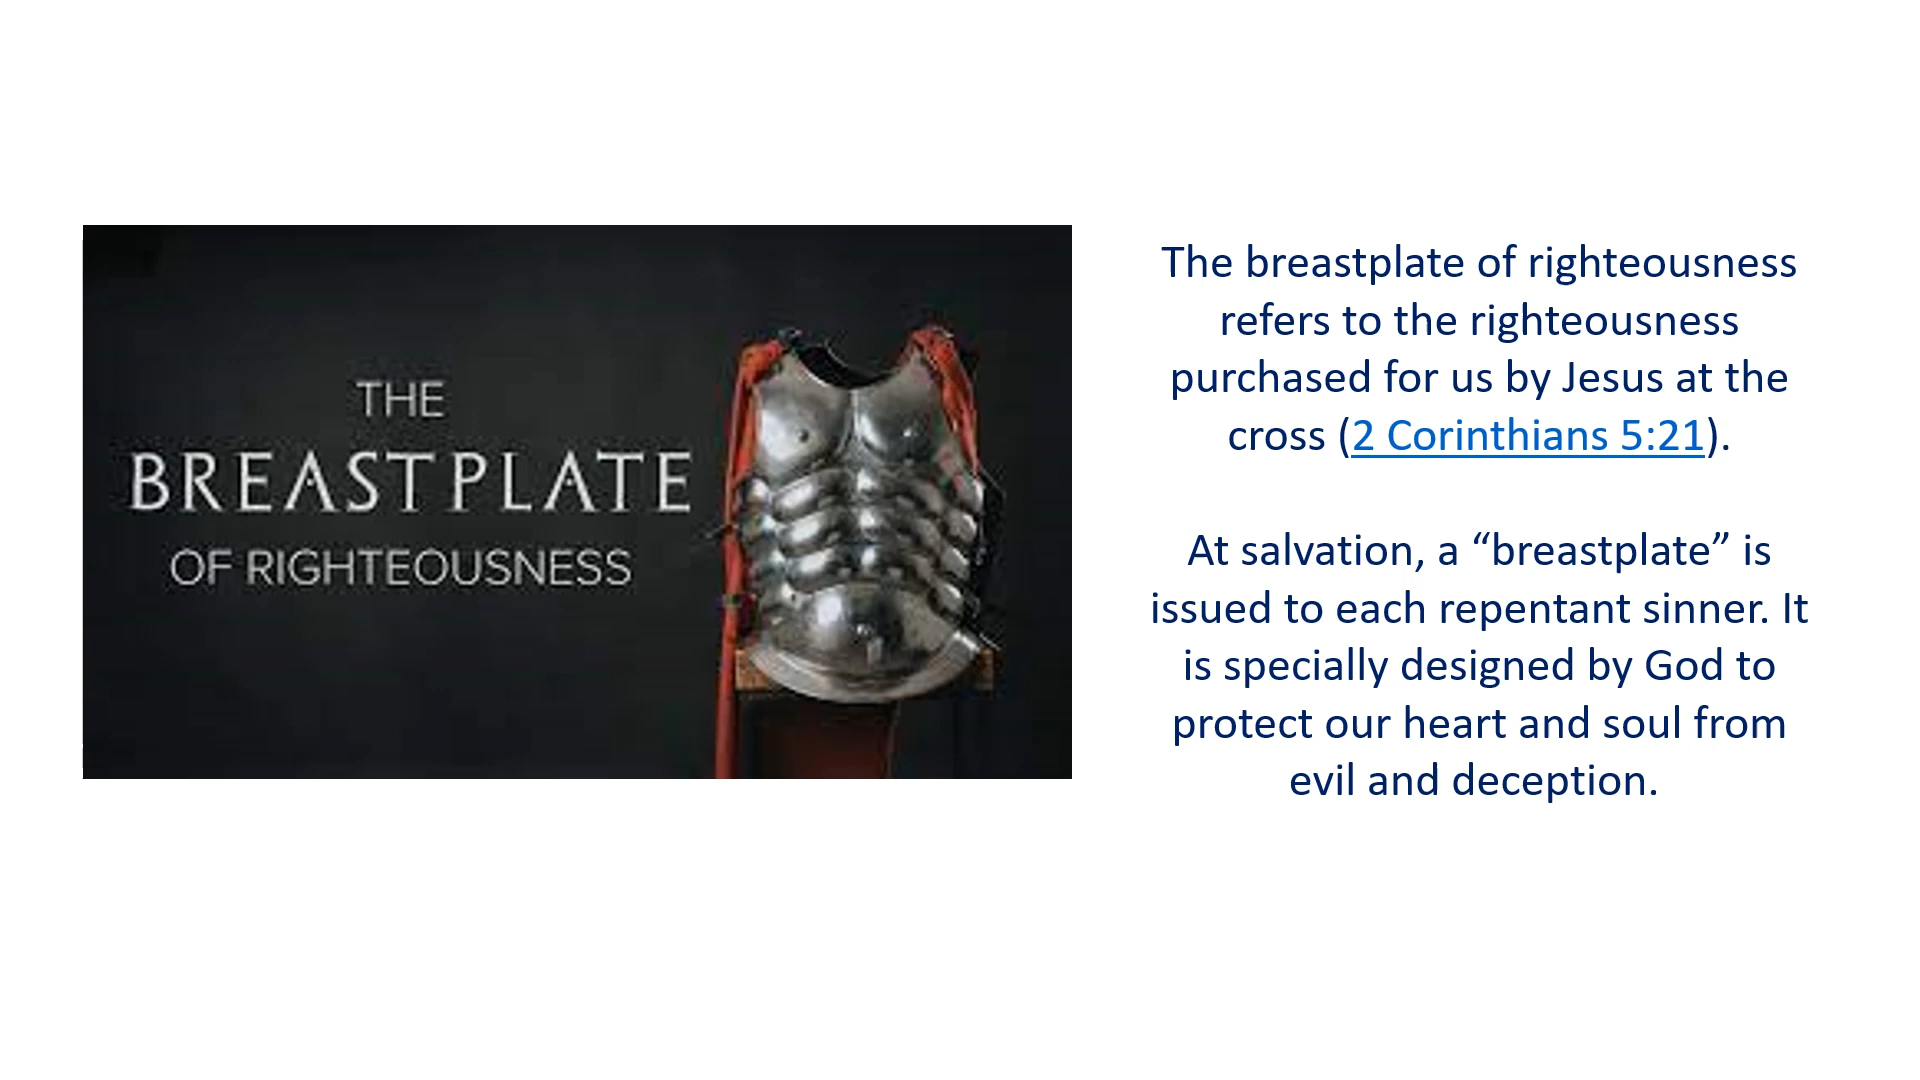 THE
BREASTPLATE
OF RIGHTEOUSNESS
The breastplate of righteousness
refers to the righteousness
purchased for us by Jesus at the
cross (2 Corinthians 5:21).
At salvation, a “breastplate” is
issued to each repentant sinner. It
is specially designed by God to
protect our heart and soul from
evil and deception.